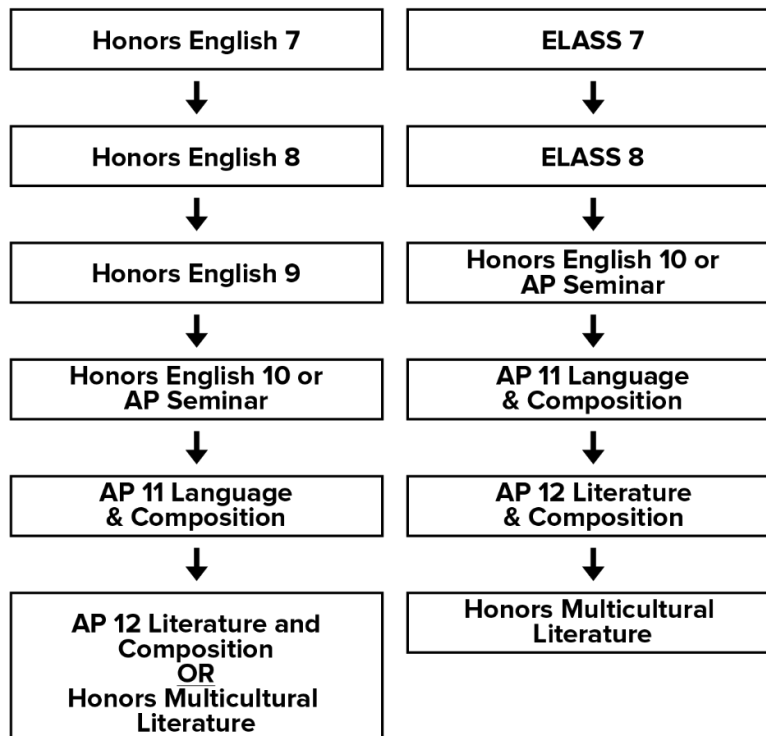 Honors English 7
Honors English 8
Honors English 9
Honors English 10 or
AP Seminar
AP 11 Language
& Composition
AP 12 Literature and
Composition
OR
Honors Multicultural
Literature
ELASS 7
ELASS 8
Honors English 10 or
AP Seminar
AP 11 Language
& Composition
AP 12 Literature
& Composition
Honors Multicultural
Literature